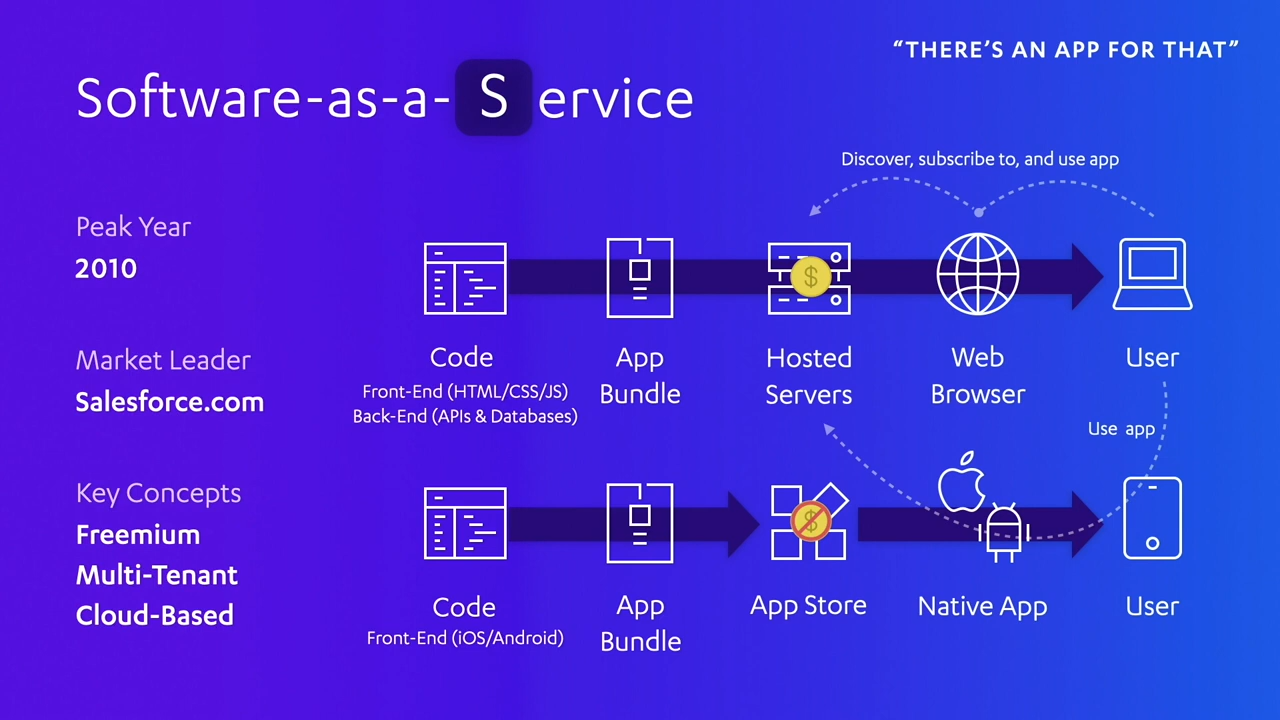 “THERE’S AN APP FOR THAT”
Software-as-a-Service
Discover, subscribe to, and use app
Peak Year
2010
$
Market Leader
Salesforce.com
Code
Front-End (HTML/CSS/JS)
Back-End (APIs & Databases)
App
Bundle
Hosted
Servers
Web
Browser
User
Use app
Key Concepts
Freemium
Multi-Tenant
Cloud-Based
$
Code
Front-End (iOS/Android)
App
Bundle
App Store
Native App
User